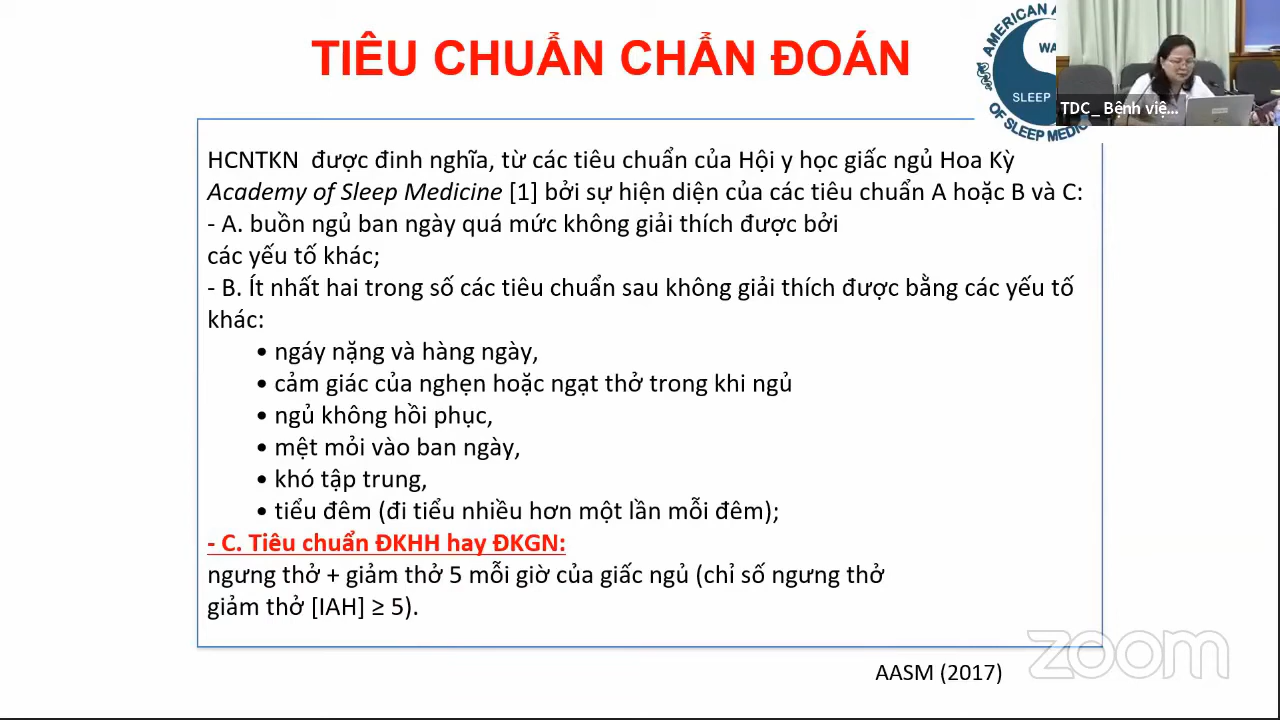 TIÊU CHUẨN CHẨN ĐOÁN
AMERICAN A
WA
SLEEP
OF SLEEP MEDIC
TDC_ Bệnh việ...
HCNTKN được đinh nghĩa, từ các tiêu chuẩn của Hội y học giấc ngủ Hoa Kỳ
Academy of Sleep Medicine [1] bởi sự hiện diện của các tiêu chuẩn A hoặc B và C:
- A. buồn ngủ ban ngày quá mức không giải thích được bởi
các yếu tố khác;
- B. Ít nhất hai trong số các tiêu chuẩn sau không giải thích được bằng các yếu tố
khác:
• ngáy nặng và hàng ngày,
• cảm giác của nghẹn hoặc ngạt thở trong khi ngủ
• ngủ không hồi phục,
• mệt mỏi vào ban ngày,
• khó tập trung,
• tiểu đêm (đi tiểu nhiều hơn một lần mỗi đêm);
- C. Tiêu chuẩn ĐKHH hay ĐKGN:
ngưng thở + giảm thở 5 mỗi giờ của giấc ngủ (chỉ số ngưng thở
giảm thở [IAH] ≥ 5).
zoom
AASM (2017)